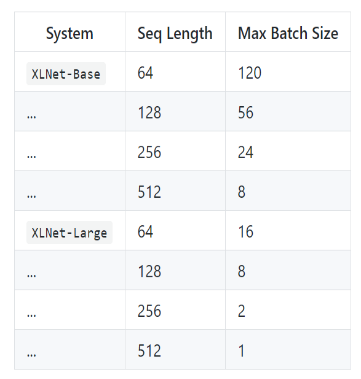 System Seq Length Max Batch Size
XLNet-Base 64 120
... 128 56
... 256 24
... 512 8
XLNet-Large 64 16
... 128 8
... 256 2
... 512 1